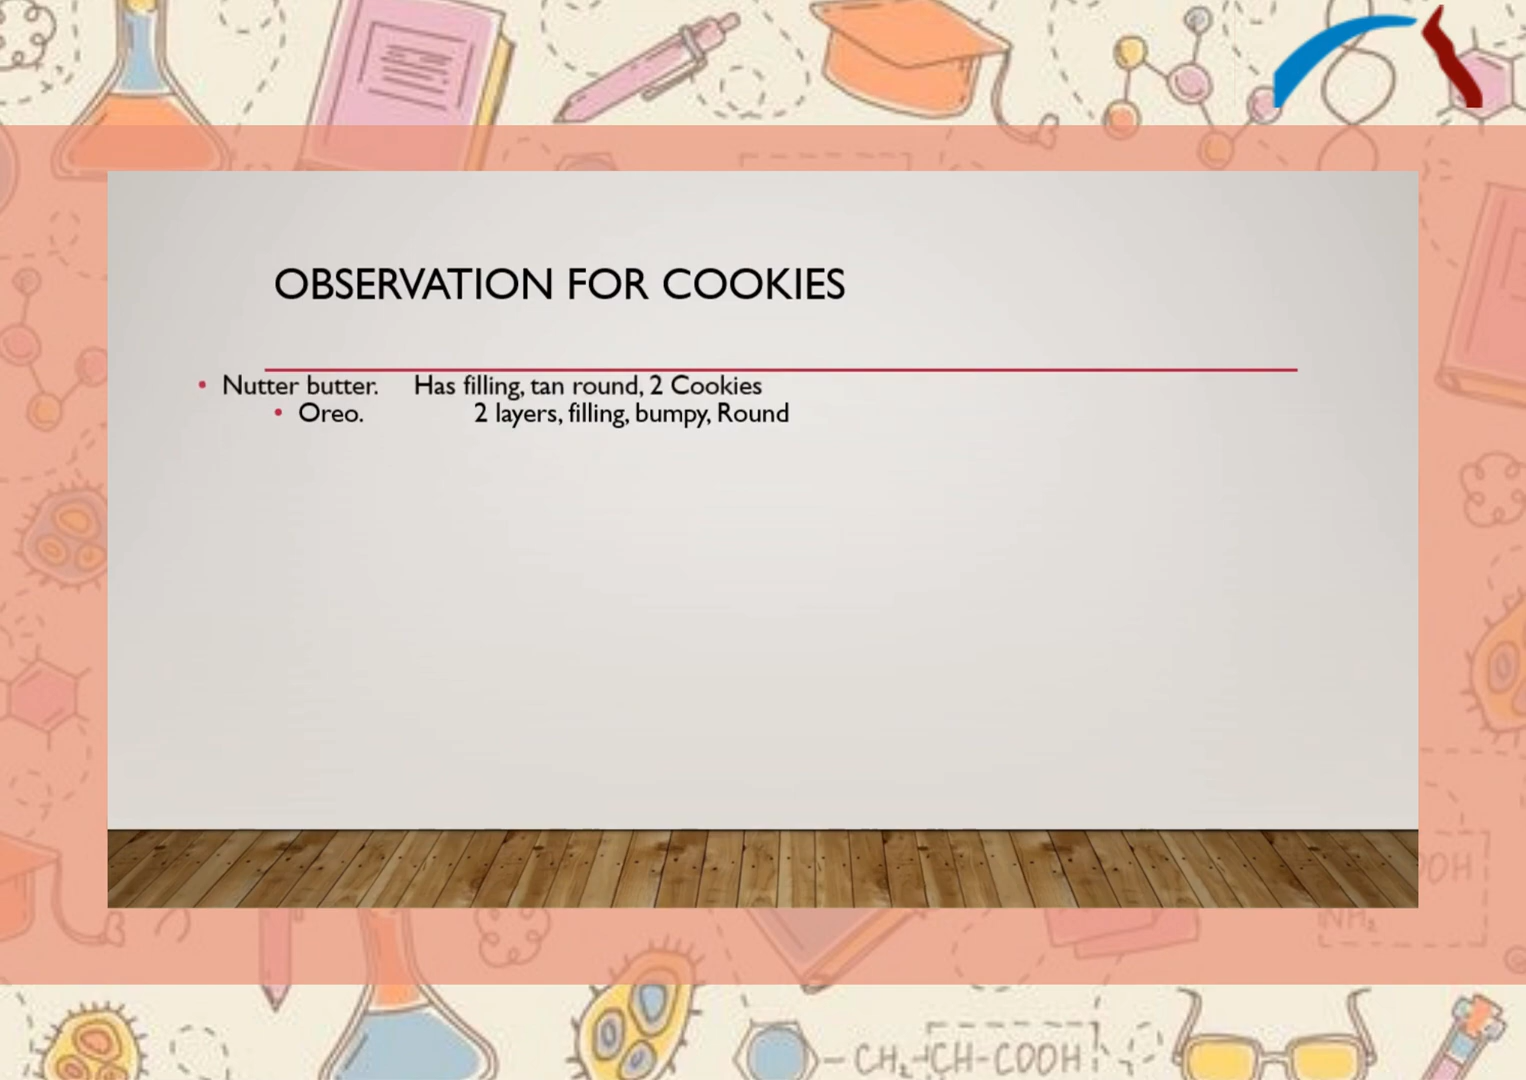 OBSERVATION FOR COOKIES
• Nutter butter. Has filling, tan round, 2 Cookies
• Oreo. 2 layers, filling, bumpy, Round
OOH
NH₂
CH₂-CH-COOH